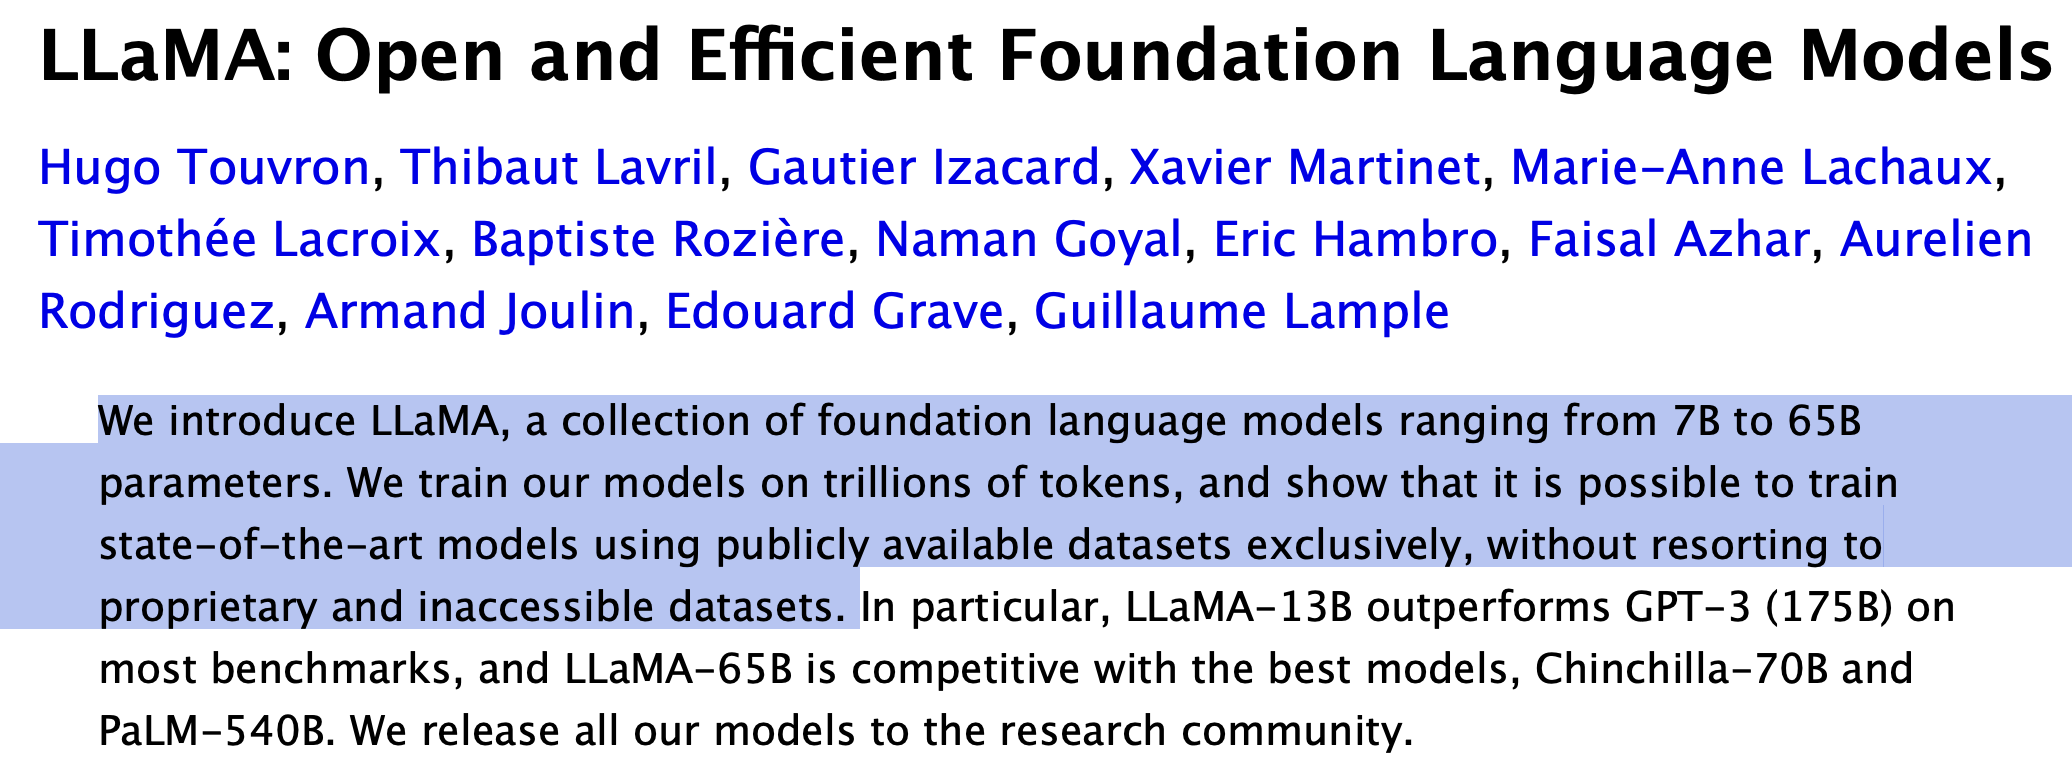 LLaMA: Open and Efficient Foundation Language Models
Hugo Touvron, Thibaut Lavril, Gautier Izacard, Xavier Martinet, Marie-Anne Lachaux,
Timothée Lacroix, Baptiste Rozière, Naman Goyal, Eric Hambro, Faisal Azhar, Aurelien
Rodriguez, Armand Joulin, Edouard Grave, Guillaume Lample
We introduce LLaMA, a collection of foundation language models ranging from 7B to 65B
parameters. We train our models on trillions of tokens, and show that it is possible to train
state-of-the-art models using publicly available datasets exclusively, without resorting to
proprietary and inaccessible datasets. In particular, LLaMA-13B outperforms GPT-3 (175B) on
most benchmarks, and LLaMA-65B is competitive with the best models, Chinchilla-70B and
PaLM-540B. We release all our models to the research community.